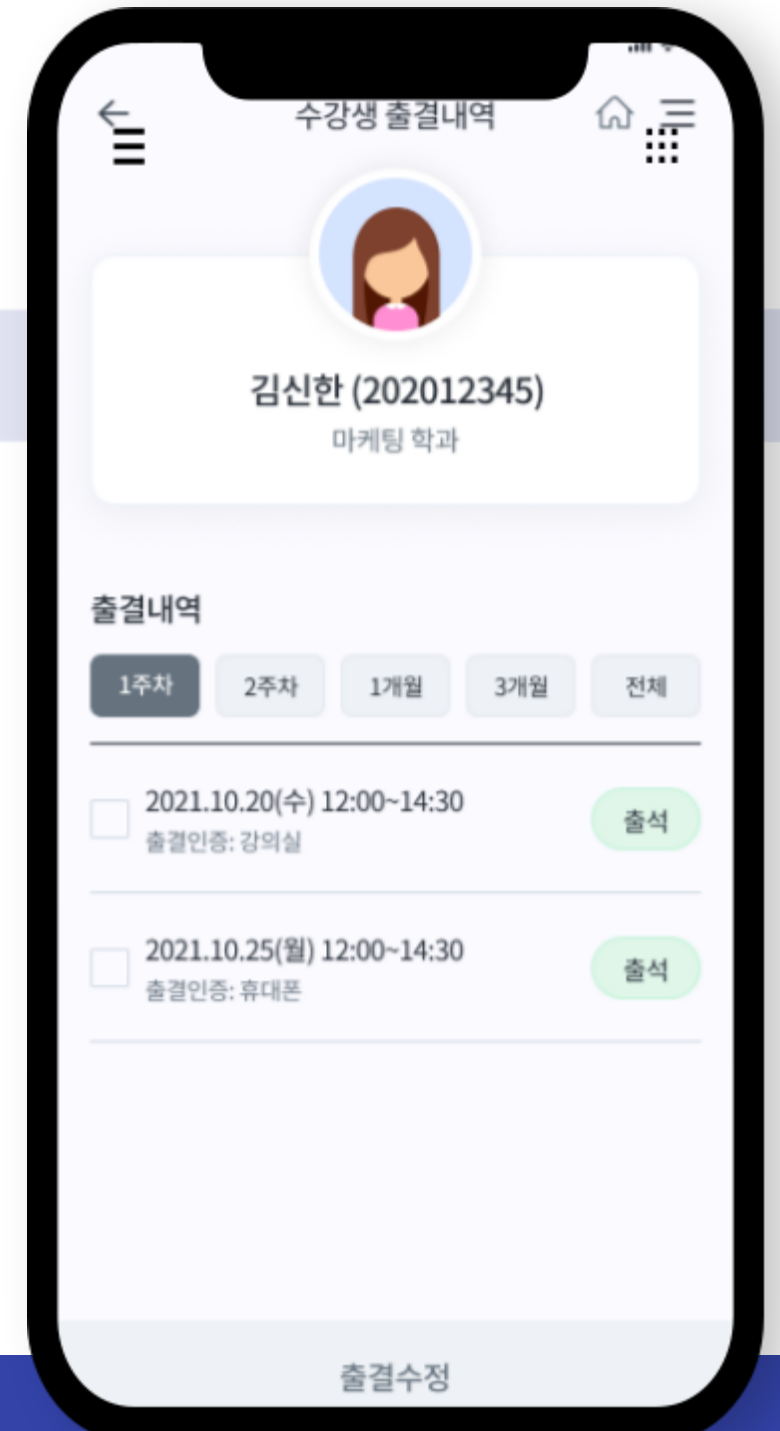 수강생 출결내역
김신한 (202012345)
마케팅 학과
출결내역
1주차 2주차 1개월 3개월 전체
2021.10.20(수) 12:00~14:30
출결인증: 강의실
출석
2021.10.25(월) 12:00~14:30
출결인증: 휴대폰
출석
출결수정